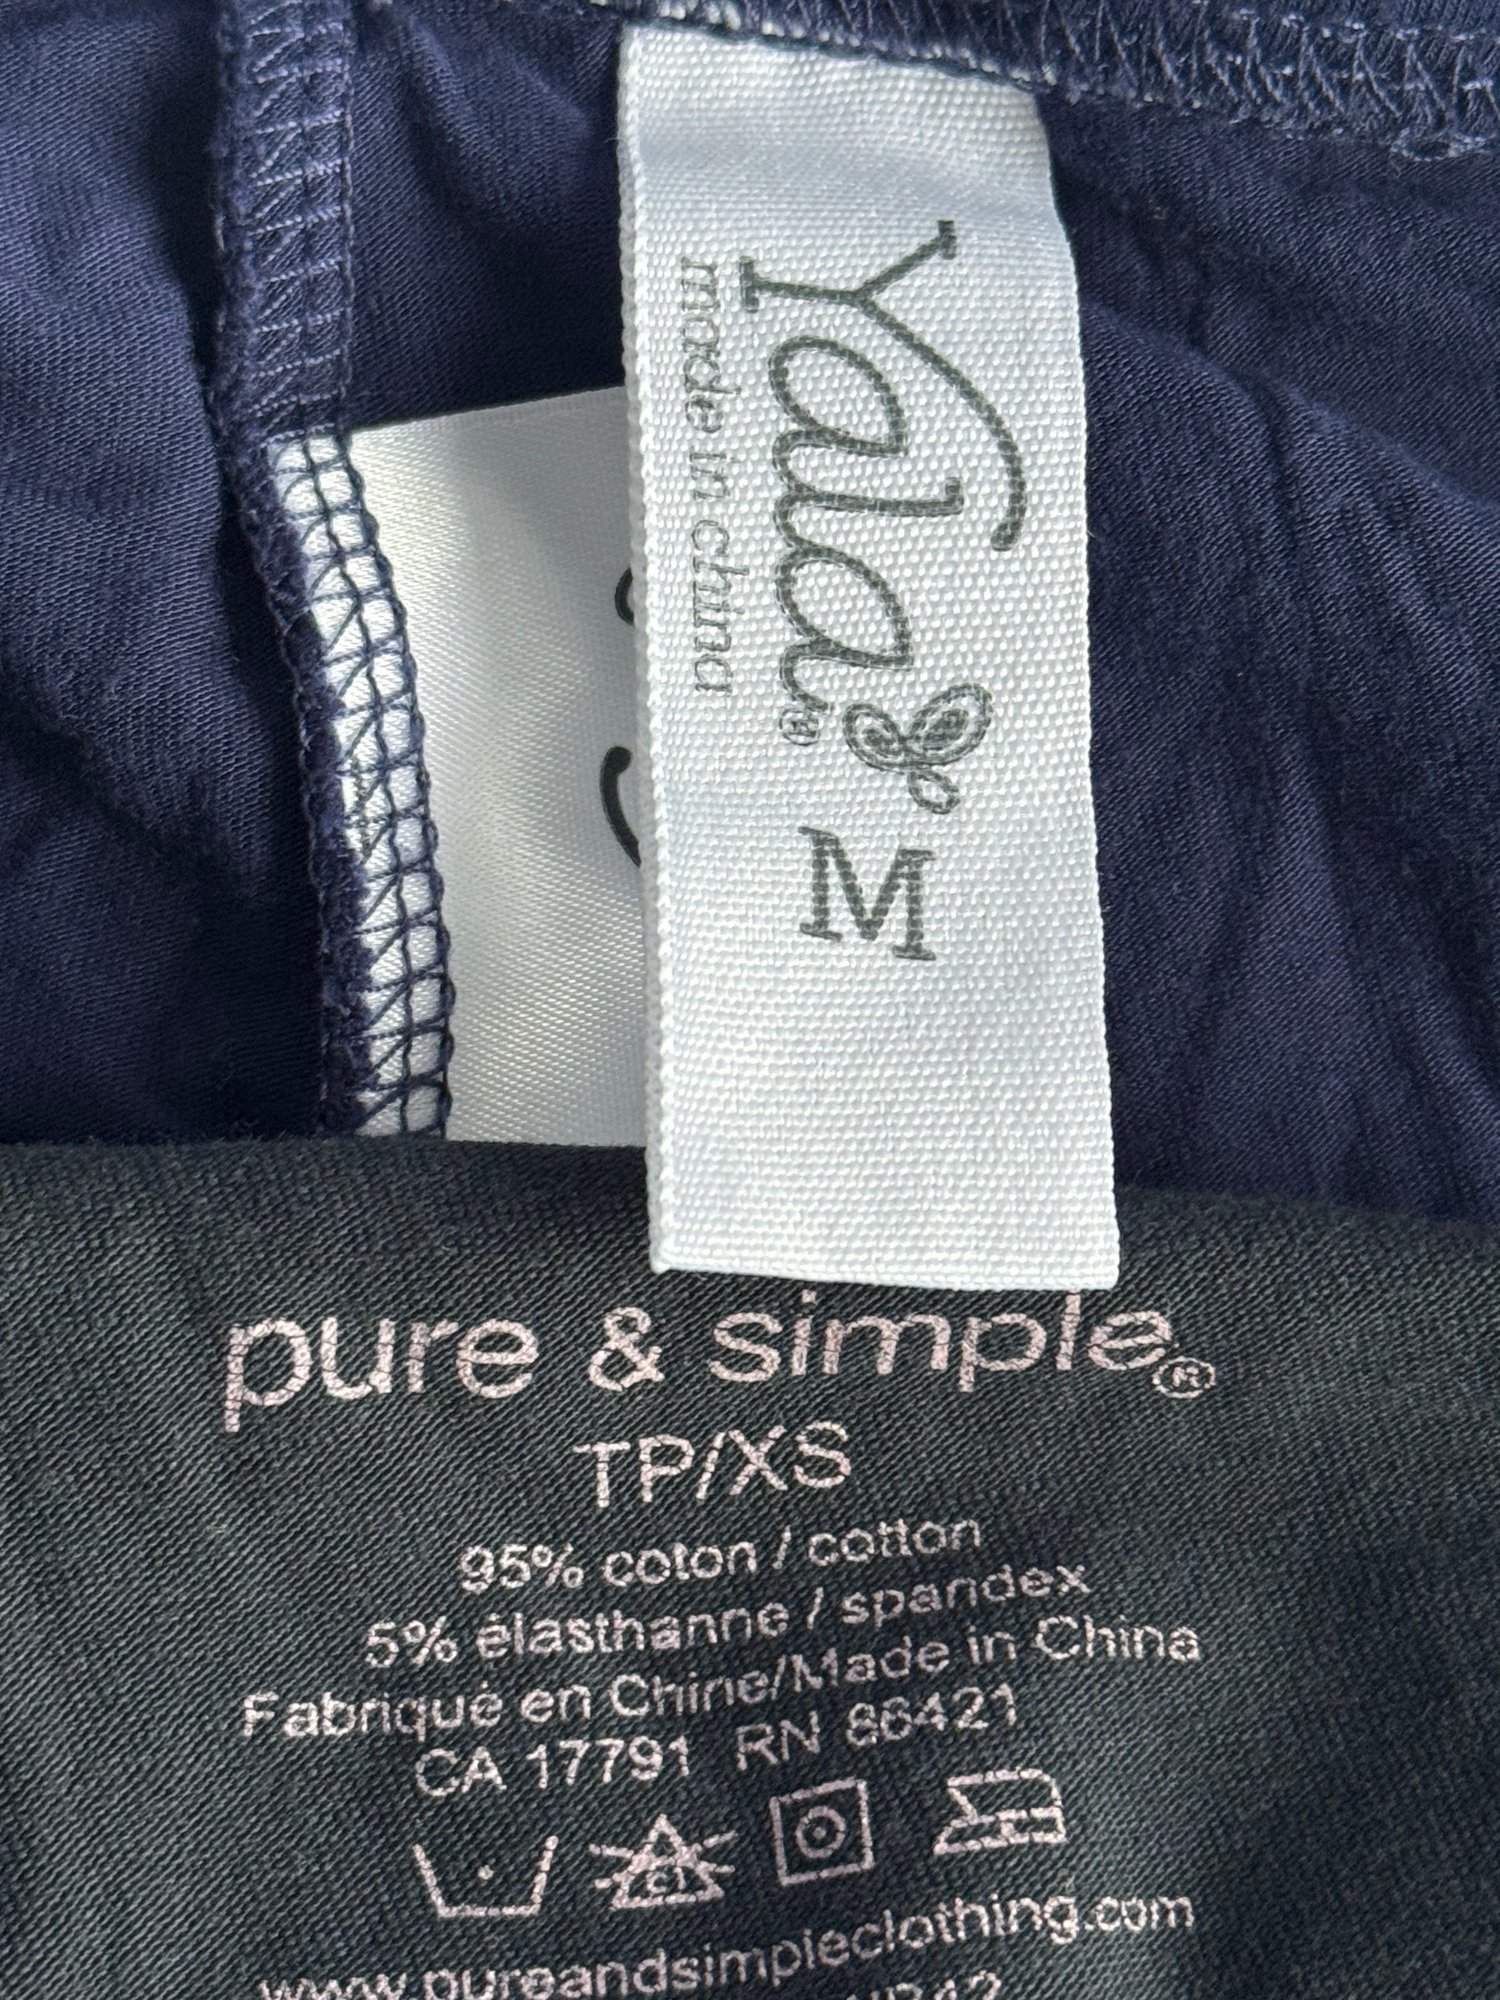 Yala® M
made in china
pure & simple®
TP/XS
95% coton / cotton
5% élasthanne / spandex
Fabriqué en Chine/Made in China
CA 17791 RN 86421
www.pureandsimpleclothing.com